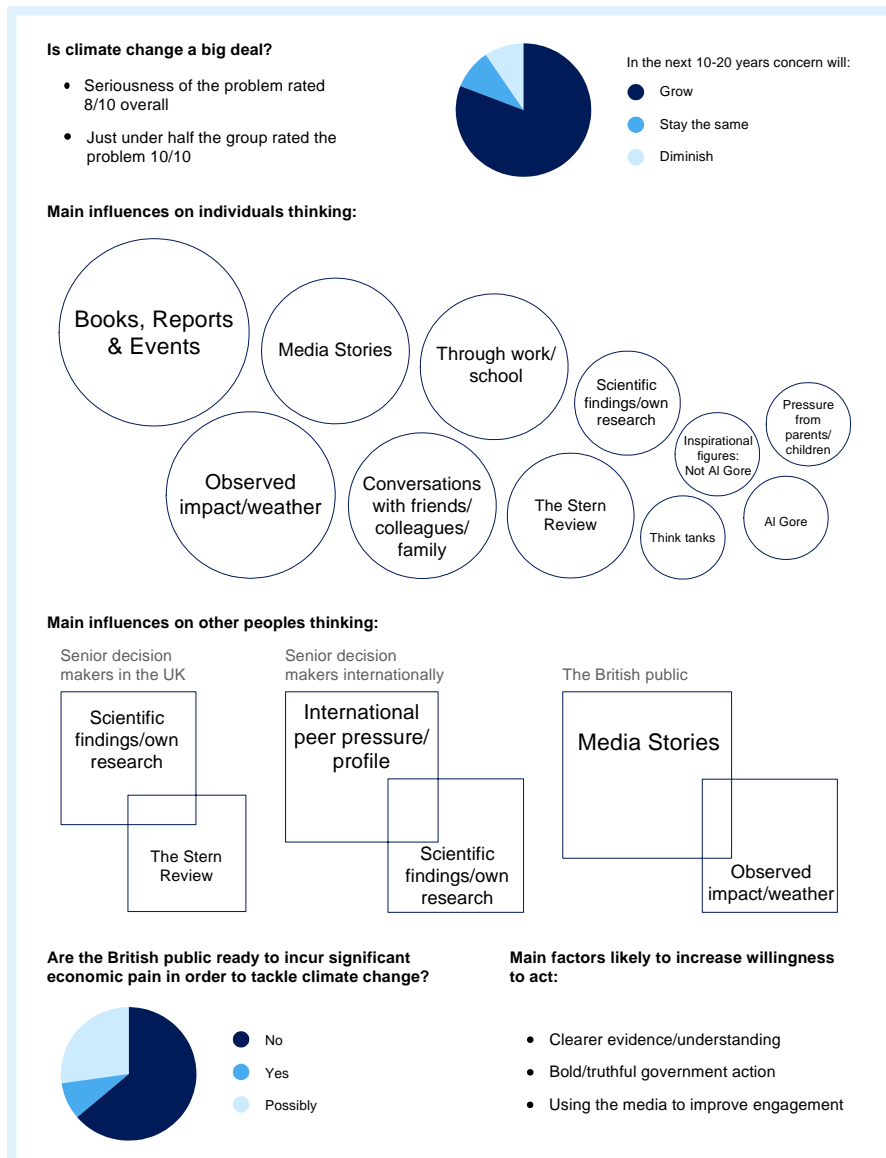 Is climate change a big deal?
• Seriousness of the problem rated
8/10 overall
• Just under half the group rated the
problem 10/10
In the next 10-20 years concern will:
Grow
Stay the same
Diminish
Main influences on individuals thinking:
Books, Reports
& Events
Media Stories
Through work/
school
Scientific
findings/own
research
Inspirational
figures:
Not Al Gore
Pressure
from
parents/
children
Observed
impact/weather
Conversations
with friends/
colleagues/
family
The Stern
Review
Think tanks
Al Gore
Main influences on other peoples thinking:
Senior decision
makers in the UK
Scientific
findings/own
research
The Stern
Review
Senior decision
makers internationally
International
peer pressure/
profile
Scientific
findings/own
research
The British public
Media Stories
Observed
impact/weather
Are the British public ready to incur significant
economic pain in order to tackle climate change?
No
Yes
Possibly
Main factors likely to increase willingness
to act:
• Clearer evidence/understanding
• Bold/truthful government action
• Using the media to improve engagement